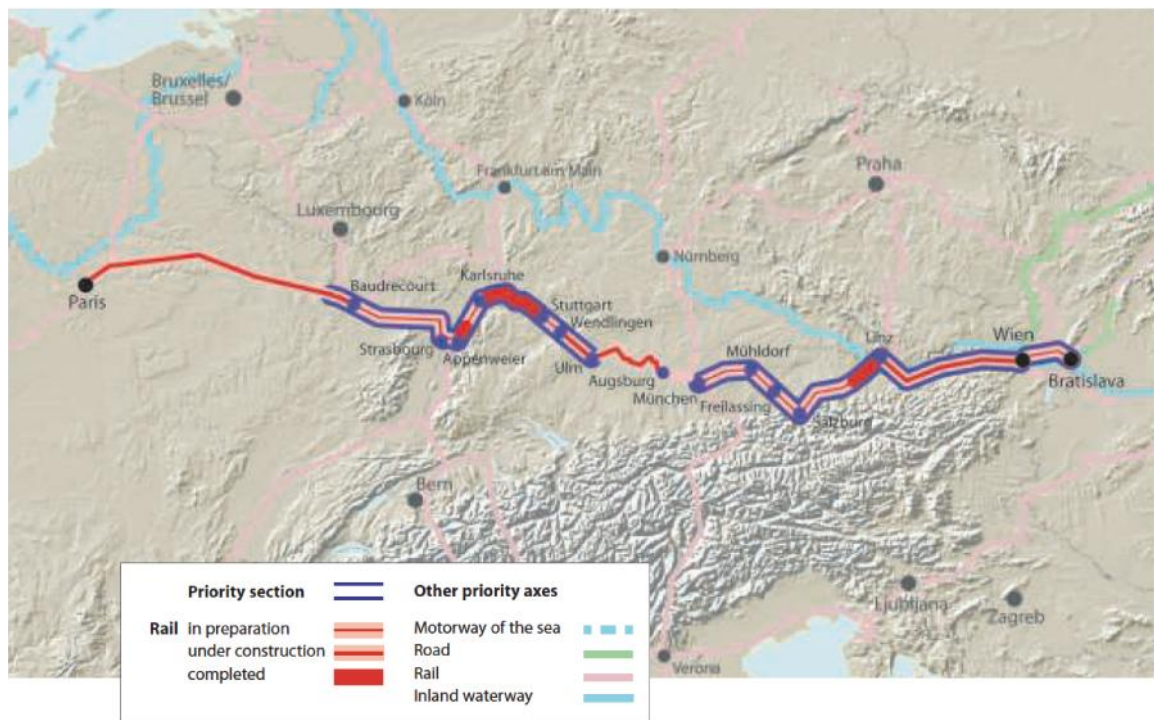 Bruxelles/
Brussel
Köln
Frankfurt am Main
Praha
Luxembourg
Nürnberg
Paris
Baudrecourt
Karlsruhe
Stuttgart
Wendlingen
Strasbourg
Appenweier
Ulm
Augsburg
München
Mühldorf
Freilassing
Salzburg
Linz
Wien
Bratislava
Bern
Ljubljana
Zagreb
Verona
Priority section
Other priority axes
Rail in preparation
under construction
completed
Motorway of the sea
Road
Rail
Inland waterway